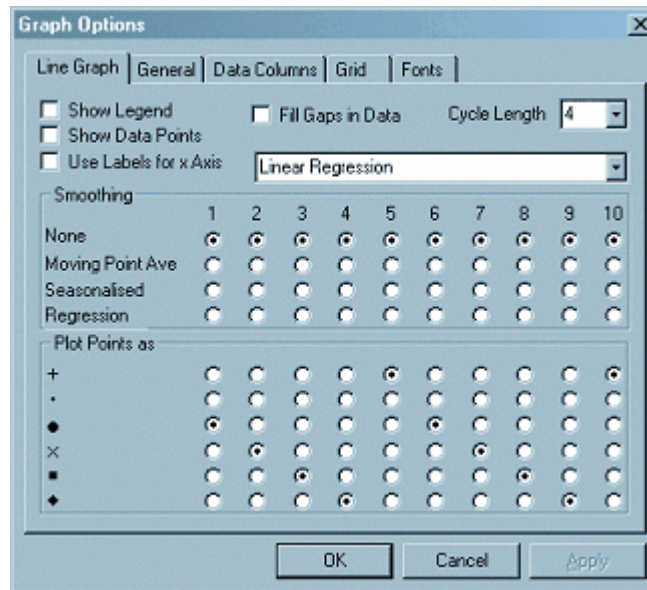 Graph Options
Line Graph General Data Columns Grid Fonts
Show Legend Fill Gaps in Data Cycle Length 4
Show Data Points
Use Labels for x Axis Linear Regression
Smoothing
1 2 3 4 5 6 7 8 9 10
None
Moving Point Ave
Seasonalised
Regression
Plot Points as
OK Cancel Apply